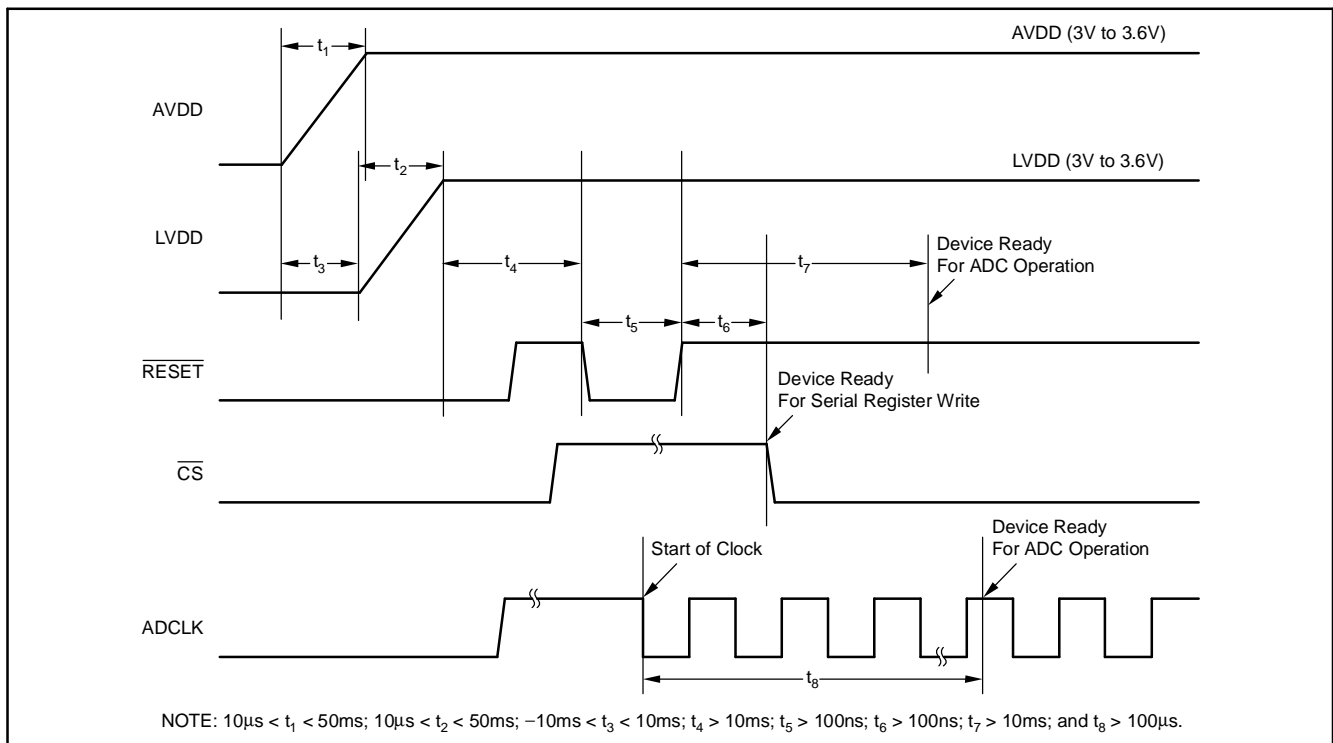 t1
AVDD (3V to 3.6V)
AVDD
t2
LVDD (3V to 3.6V)
LVDD
t3
t4
t7
Device Ready
For ADC Operation
t5
t6
RESET
Device Ready
For Serial Register Write
CS
Start of Clock
Device Ready
For ADC Operation
ADCLK
t8
NOTE: 10µs < t1 < 50ms; 10µs < t2 < 50ms; −10ms < t3 < 10ms; t4 > 10ms; t5 > 100ns; t6 > 100ns; t7 > 10ms; and t8 > 100µs.